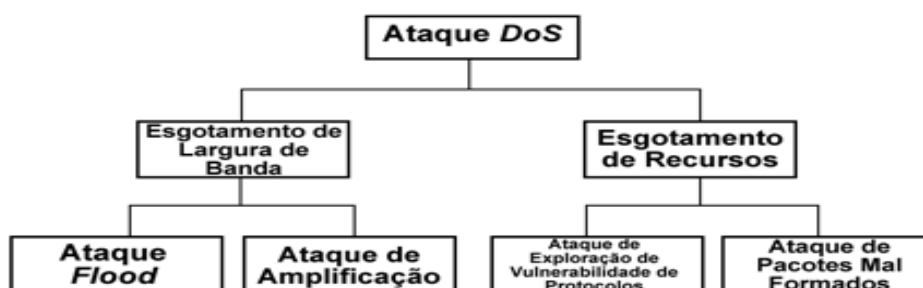 Ataque DoS
Esgotamento de
Largura de
Banda
Esgotamento
de Recursos
Ataque
Flood
Ataque de
Amplificação
Ataque de
Exploração de
Vulnerabilidade de
Protocolos
Ataque de
Pacotes Mal
Formados